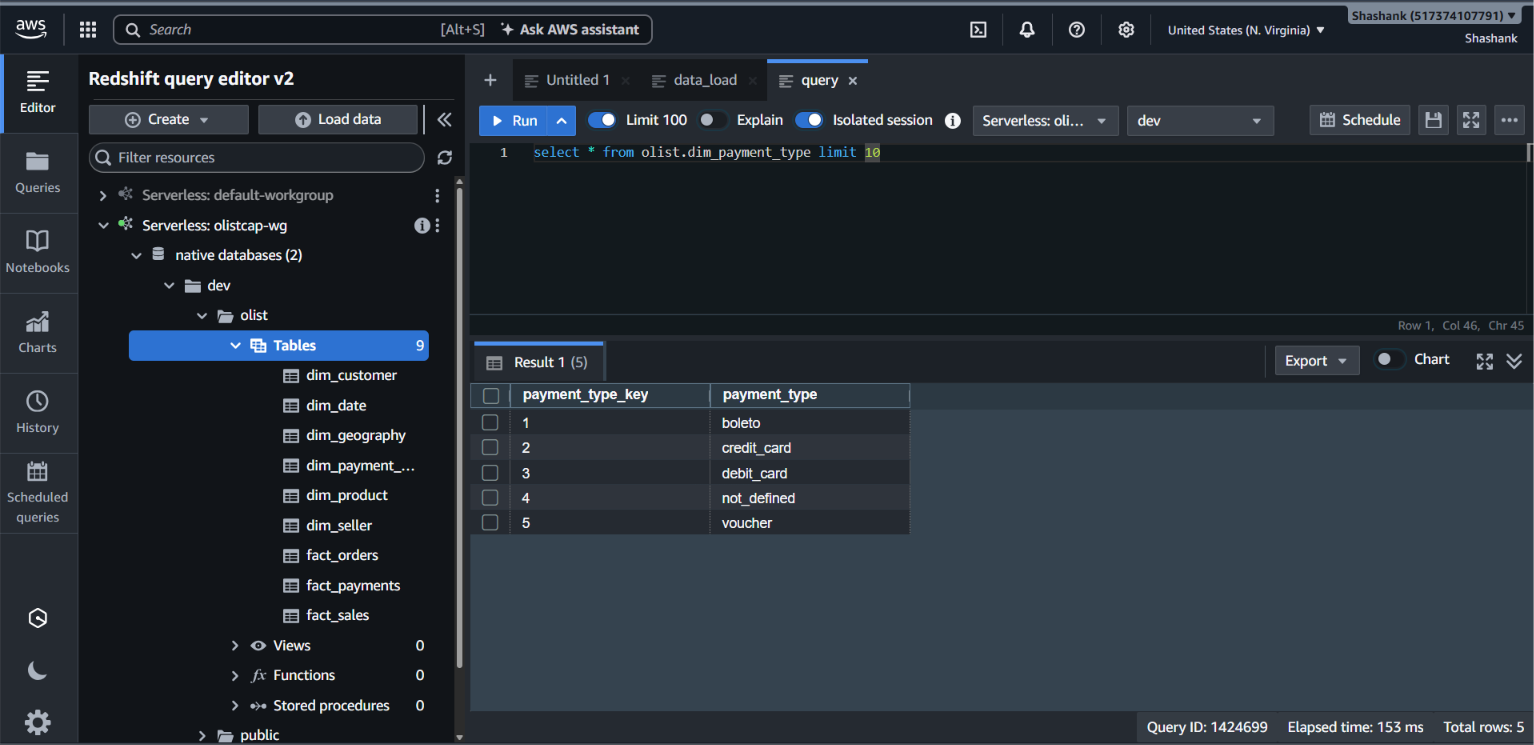 aws
Search [Alt+S] Ask AWS assistant
United States (N. Virginia) ▼
Shashank (517374107791) ▼
Shashank
Editor
Queries
Notebooks
Charts
History
Scheduled
queries
Redshift query editor v2
Create
Load data
Filter resources
Serverless: default-workgroup
Serverless: olistcap-wg
native databases (2)
dev
olist
Tables 9
dim_customer
dim_date
dim_geography
dim_payment_...
dim_product
dim_seller
fact_orders
fact_payments
fact_sales
Views 0
fx Functions 0
Stored procedures 0
public
Untitled 1
data_load
query
Run
Limit 100
Explain
Isolated session
Serverless: oli...
dev
Schedule
1 select * from olist.dim_payment_type limit 10
Row 1, Col 46, Chr 45
Result 1 (5)
Export
Chart
payment_type_key payment_type
1 boleto
2 credit_card
3 debit_card
4 not_defined
5 voucher
Query ID: 1424699 Elapsed time: 153 ms Total rows: 5